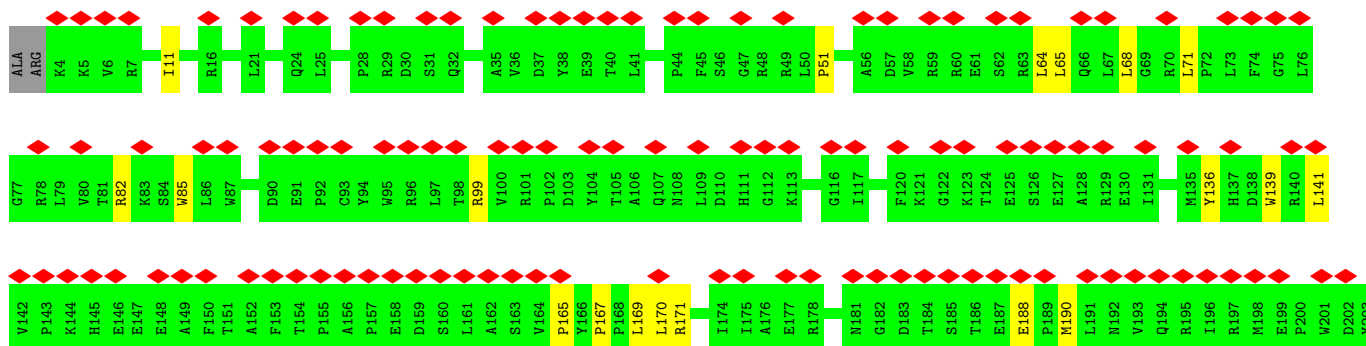 ALA ARG K4 K5 V6 R7 I11 R16 L21 Q24 L25 P28 R29 D30 S31 Q32 A35 V36 D37 Y38 E39 T40 L41 P44 F45 S46 G47 R48 R49 L50 P51 A56 D57 V58 R59 R60 E61 S62 R63 L64 L65 Q66 L67 L68 G69 R70 L71 P72 L73 F74 G75 L76
G77 R78 L79 V80 T81 R82 K83 S84 W85 L86 W87 D90 E91 P92 C93 Y94 W95 R96 L97 T98 R99 V100 R101 P102 D103 Y104 T105 A106 Q107 N108 L109 D110 H111 G112 K113 G116 I117 F120 K121 G122 K123 T124 E125 S126 E127 A128 R129 E130 I131 M135 Y136 H137 D138 W139 R140 L141
V142 P143 K144 H145 E146 E147 E148 A149 F150 T151 A152 F153 T154 P155 A156 P157 E158 D159 S160 L161 A162 S163 V164 P165 Y166 P167 P168 L169 L170 R171 I174 I175 A176 E177 R178 N181 G182 D183 T184 S185 T186 E187 E188 P189 M190 L191 N192 V193 Q194 R195 I196 R197 M198 E199 P200 W201 D202